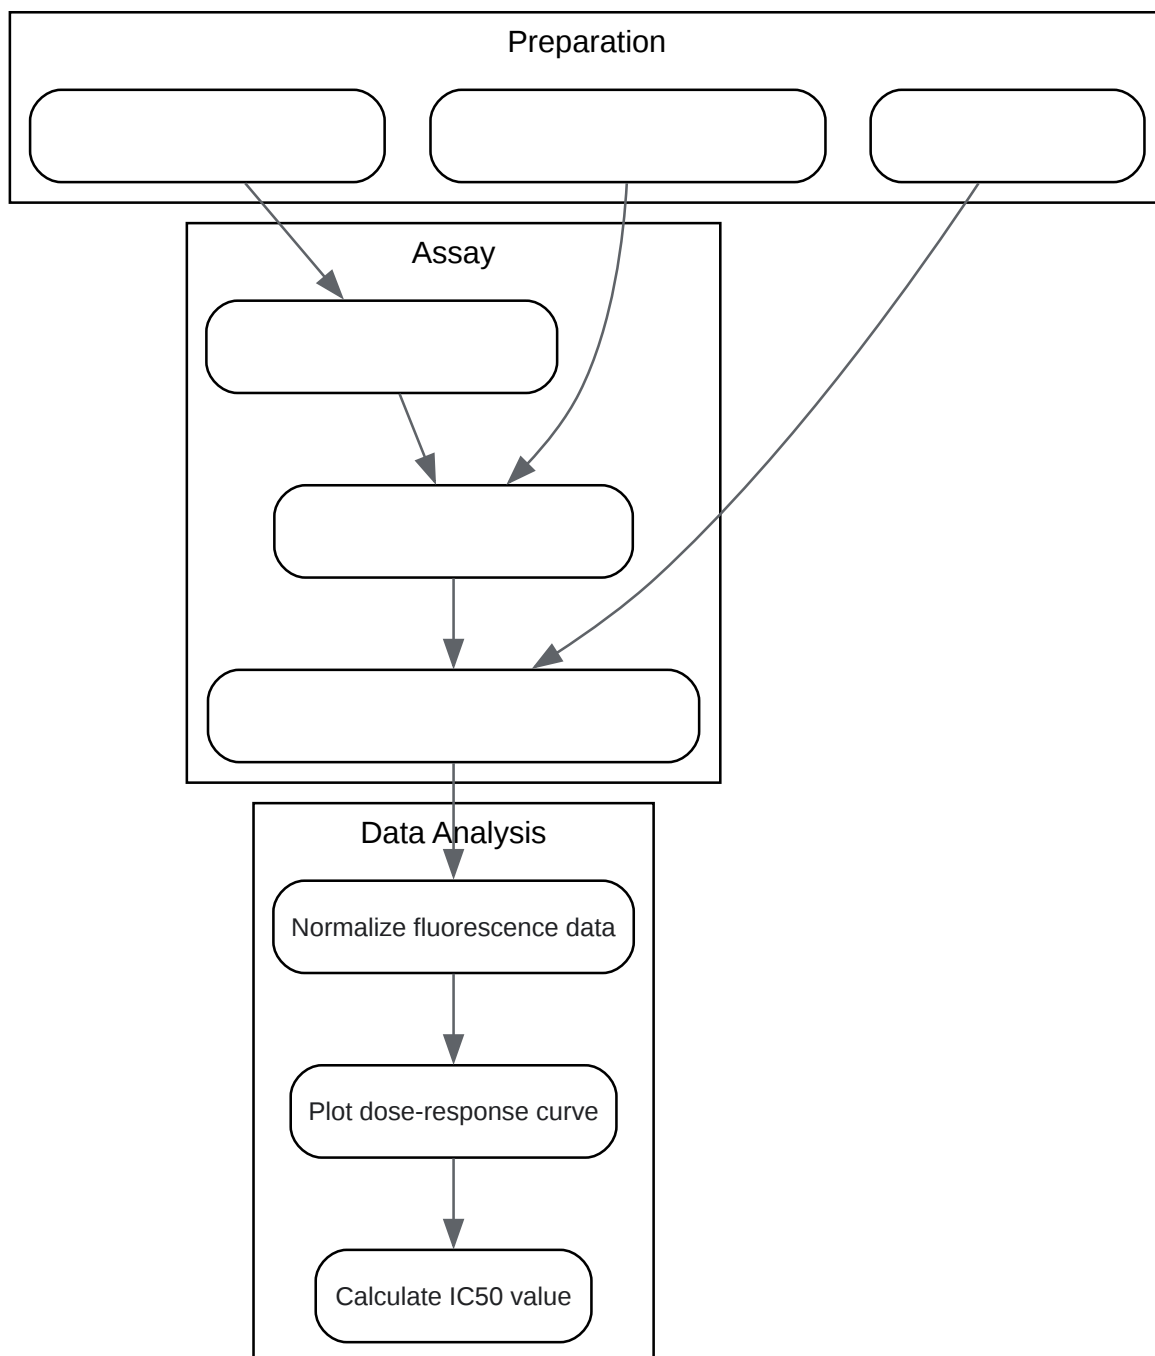 Preparation
Assay
Data Analysis
Normalize fluorescence data
Plot dose-response curve
Calculate IC50 value